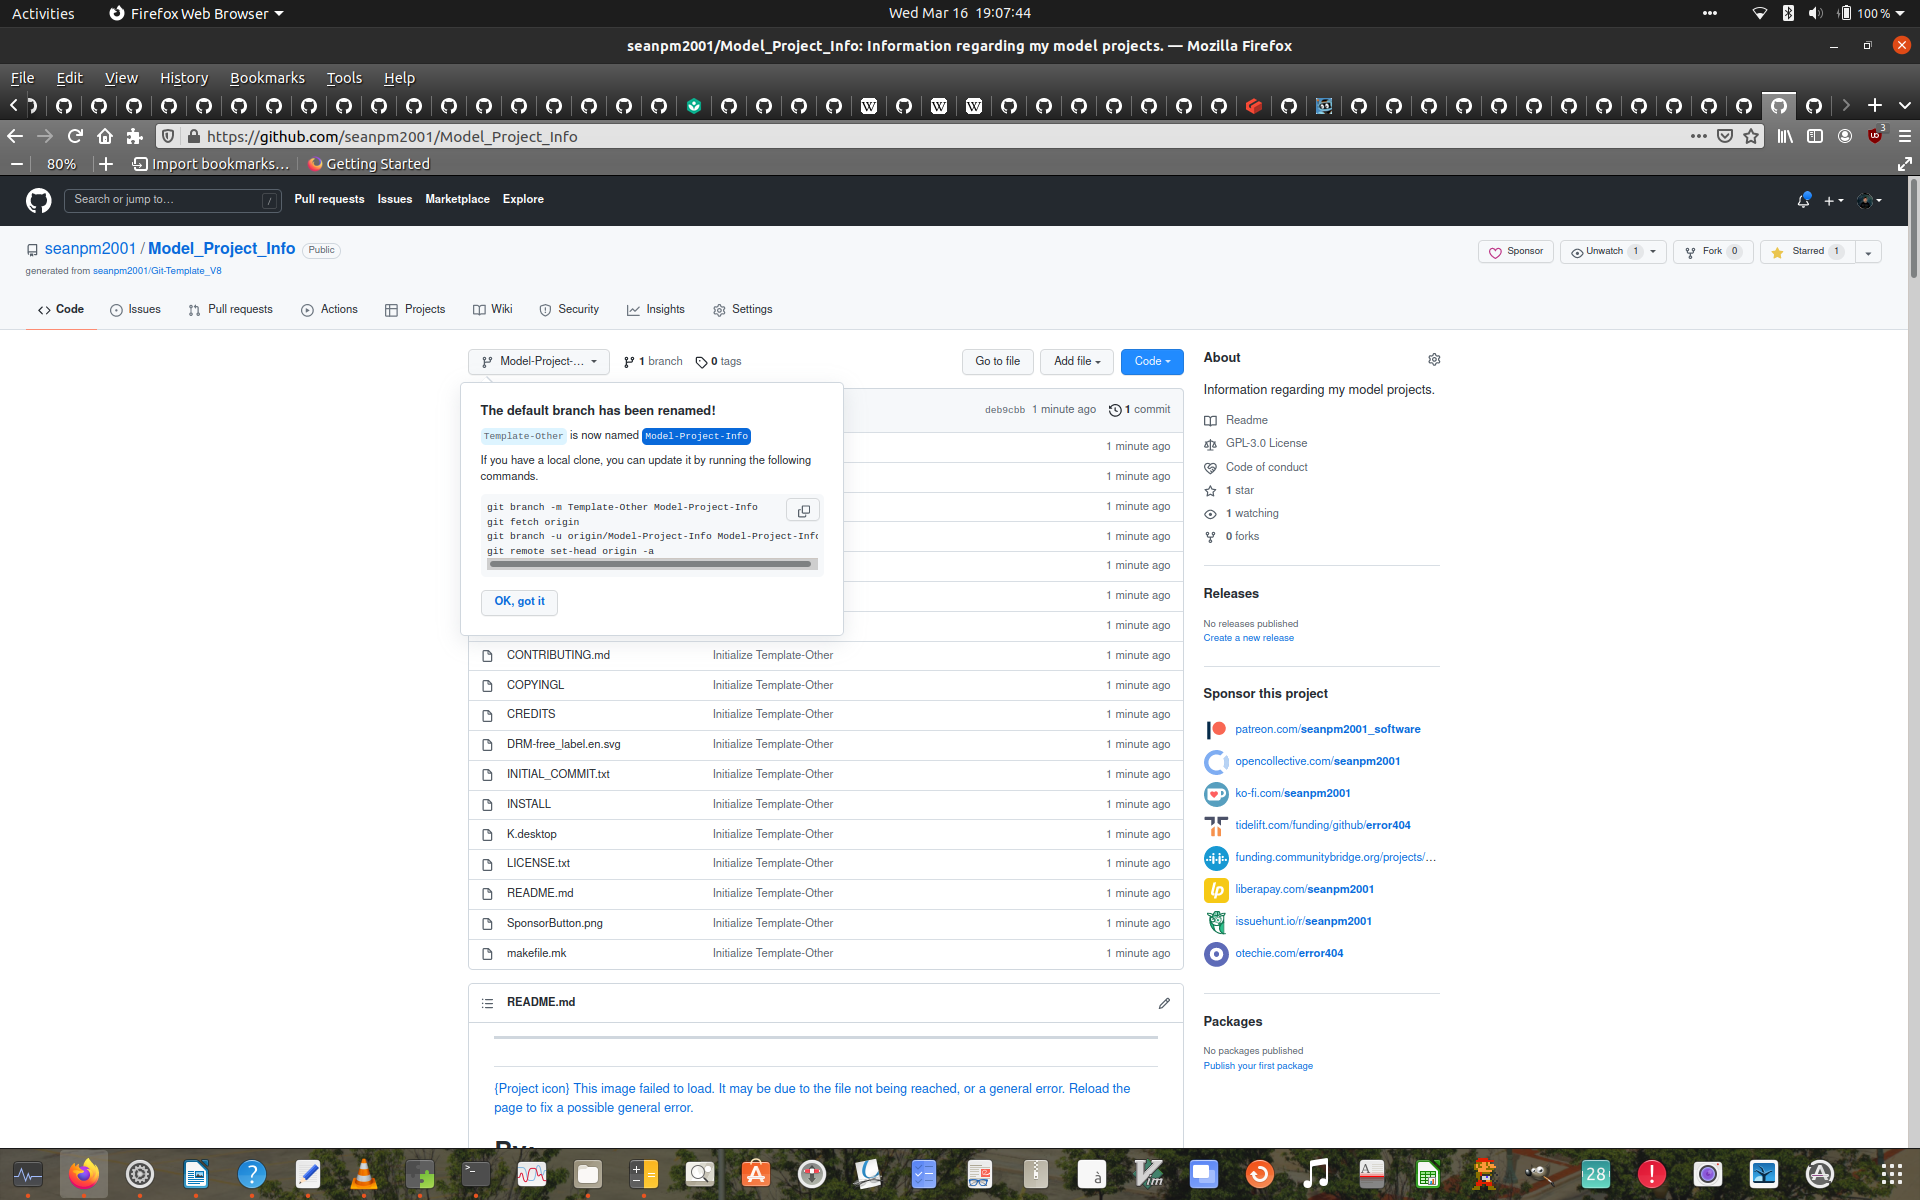 Activities
Firefox Web Browser
Wed Mar 16 19:07:44
100 %
seanpm2001/Model_Project_Info: Information regarding my model projects. — Mozilla Firefox
File Edit View History Bookmarks Tools Help
https://github.com/seanpm2001/Model_Project_Info
3
80%
Import bookmarks...
Getting Started
Search or jump to...
/
Pull requests Issues Marketplace Explore
seanpm2001 / Model_Project_Info
Public
generated from seanpm2001/Git-Template_V8
Sponsor
Unwatch 1
Fork 0
Starred 1
Code Issues Pull requests Actions Projects Wiki Security Insights Settings
Model-Project-...
1 branch
0 tags
Go to file
Add file
Code
The default branch has been renamed!
Template-Other is now named Model-Project-Info
If you have a local clone, you can update it by running the following
commands.
git branch -m Template-Other Model-Project-Info
git fetch origin
git branch -u origin/Model-Project-Info Model-Project-Info
git remote set-head origin -a
OK, got it
deb9cbb 1 minute ago
1 commit
1 minute ago
1 minute ago
1 minute ago
1 minute ago
1 minute ago
1 minute ago
1 minute ago
CONTRIBUTING.md Initialize Template-Other 1 minute ago
COPYINGL Initialize Template-Other 1 minute ago
CREDITS Initialize Template-Other 1 minute ago
DRM-free_label.en.svg Initialize Template-Other 1 minute ago
INITIAL_COMMIT.txt Initialize Template-Other 1 minute ago
INSTALL Initialize Template-Other 1 minute ago
K.desktop Initialize Template-Other 1 minute ago
LICENSE.txt Initialize Template-Other 1 minute ago
README.md Initialize Template-Other 1 minute ago
SponsorButton.png Initialize Template-Other 1 minute ago
makefile.mk Initialize Template-Other 1 minute ago
README.md
{Project icon} This image failed to load. It may be due to the file not being reached, or a general error. Reload the
page to fix a possible general error.
About
Information regarding my model projects.
Readme
GPL-3.0 License
Code of conduct
1 star
1 watching
0 forks
Releases
No releases published
Create a new release
Sponsor this project
patreon.com/seanpm2001_software
opencollective.com/seanpm2001
ko-fi.com/seanpm2001
tidelift.com/funding/github/error404
funding.communitybridge.org/projects/...
liberapay.com/seanpm2001
issuehunt.io/r/seanpm2001
otechie.com/error404
Packages
No packages published
Publish your first package
28